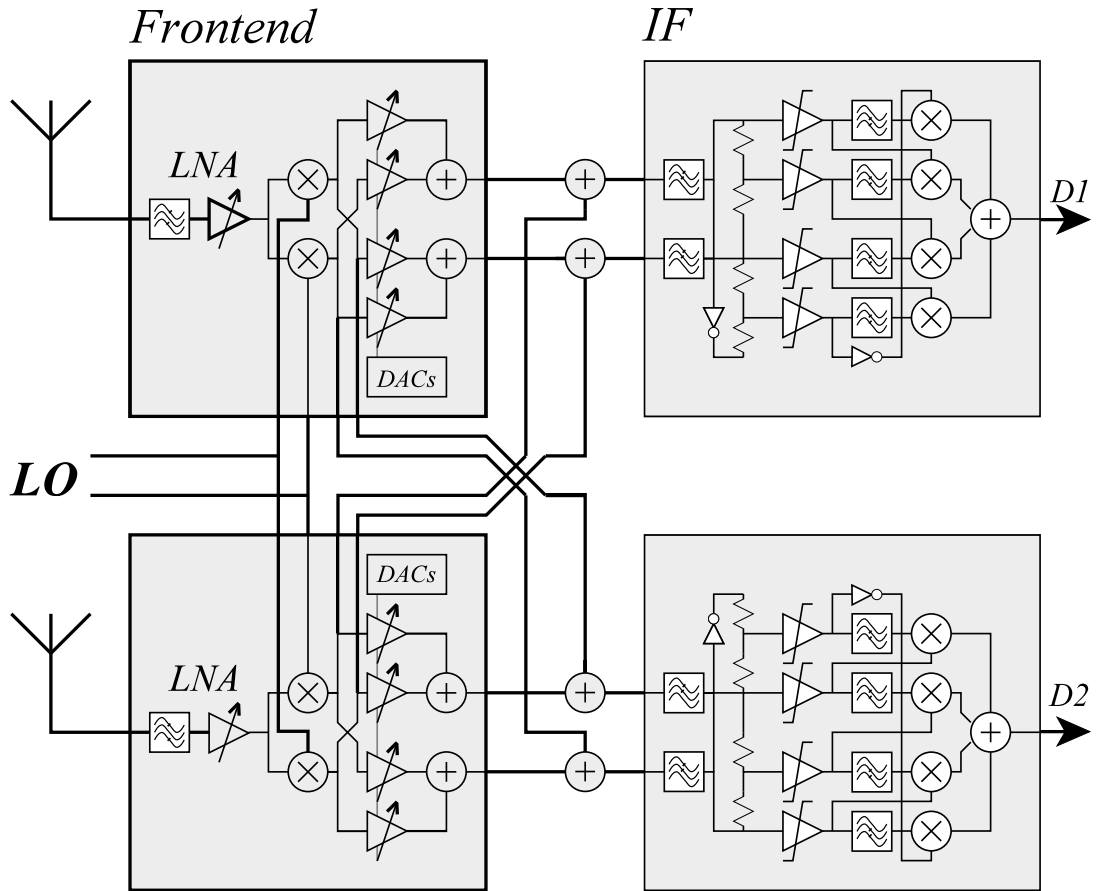 Frontend
IF
LNA
D1
DACs
LO
DACs
LNA
D2